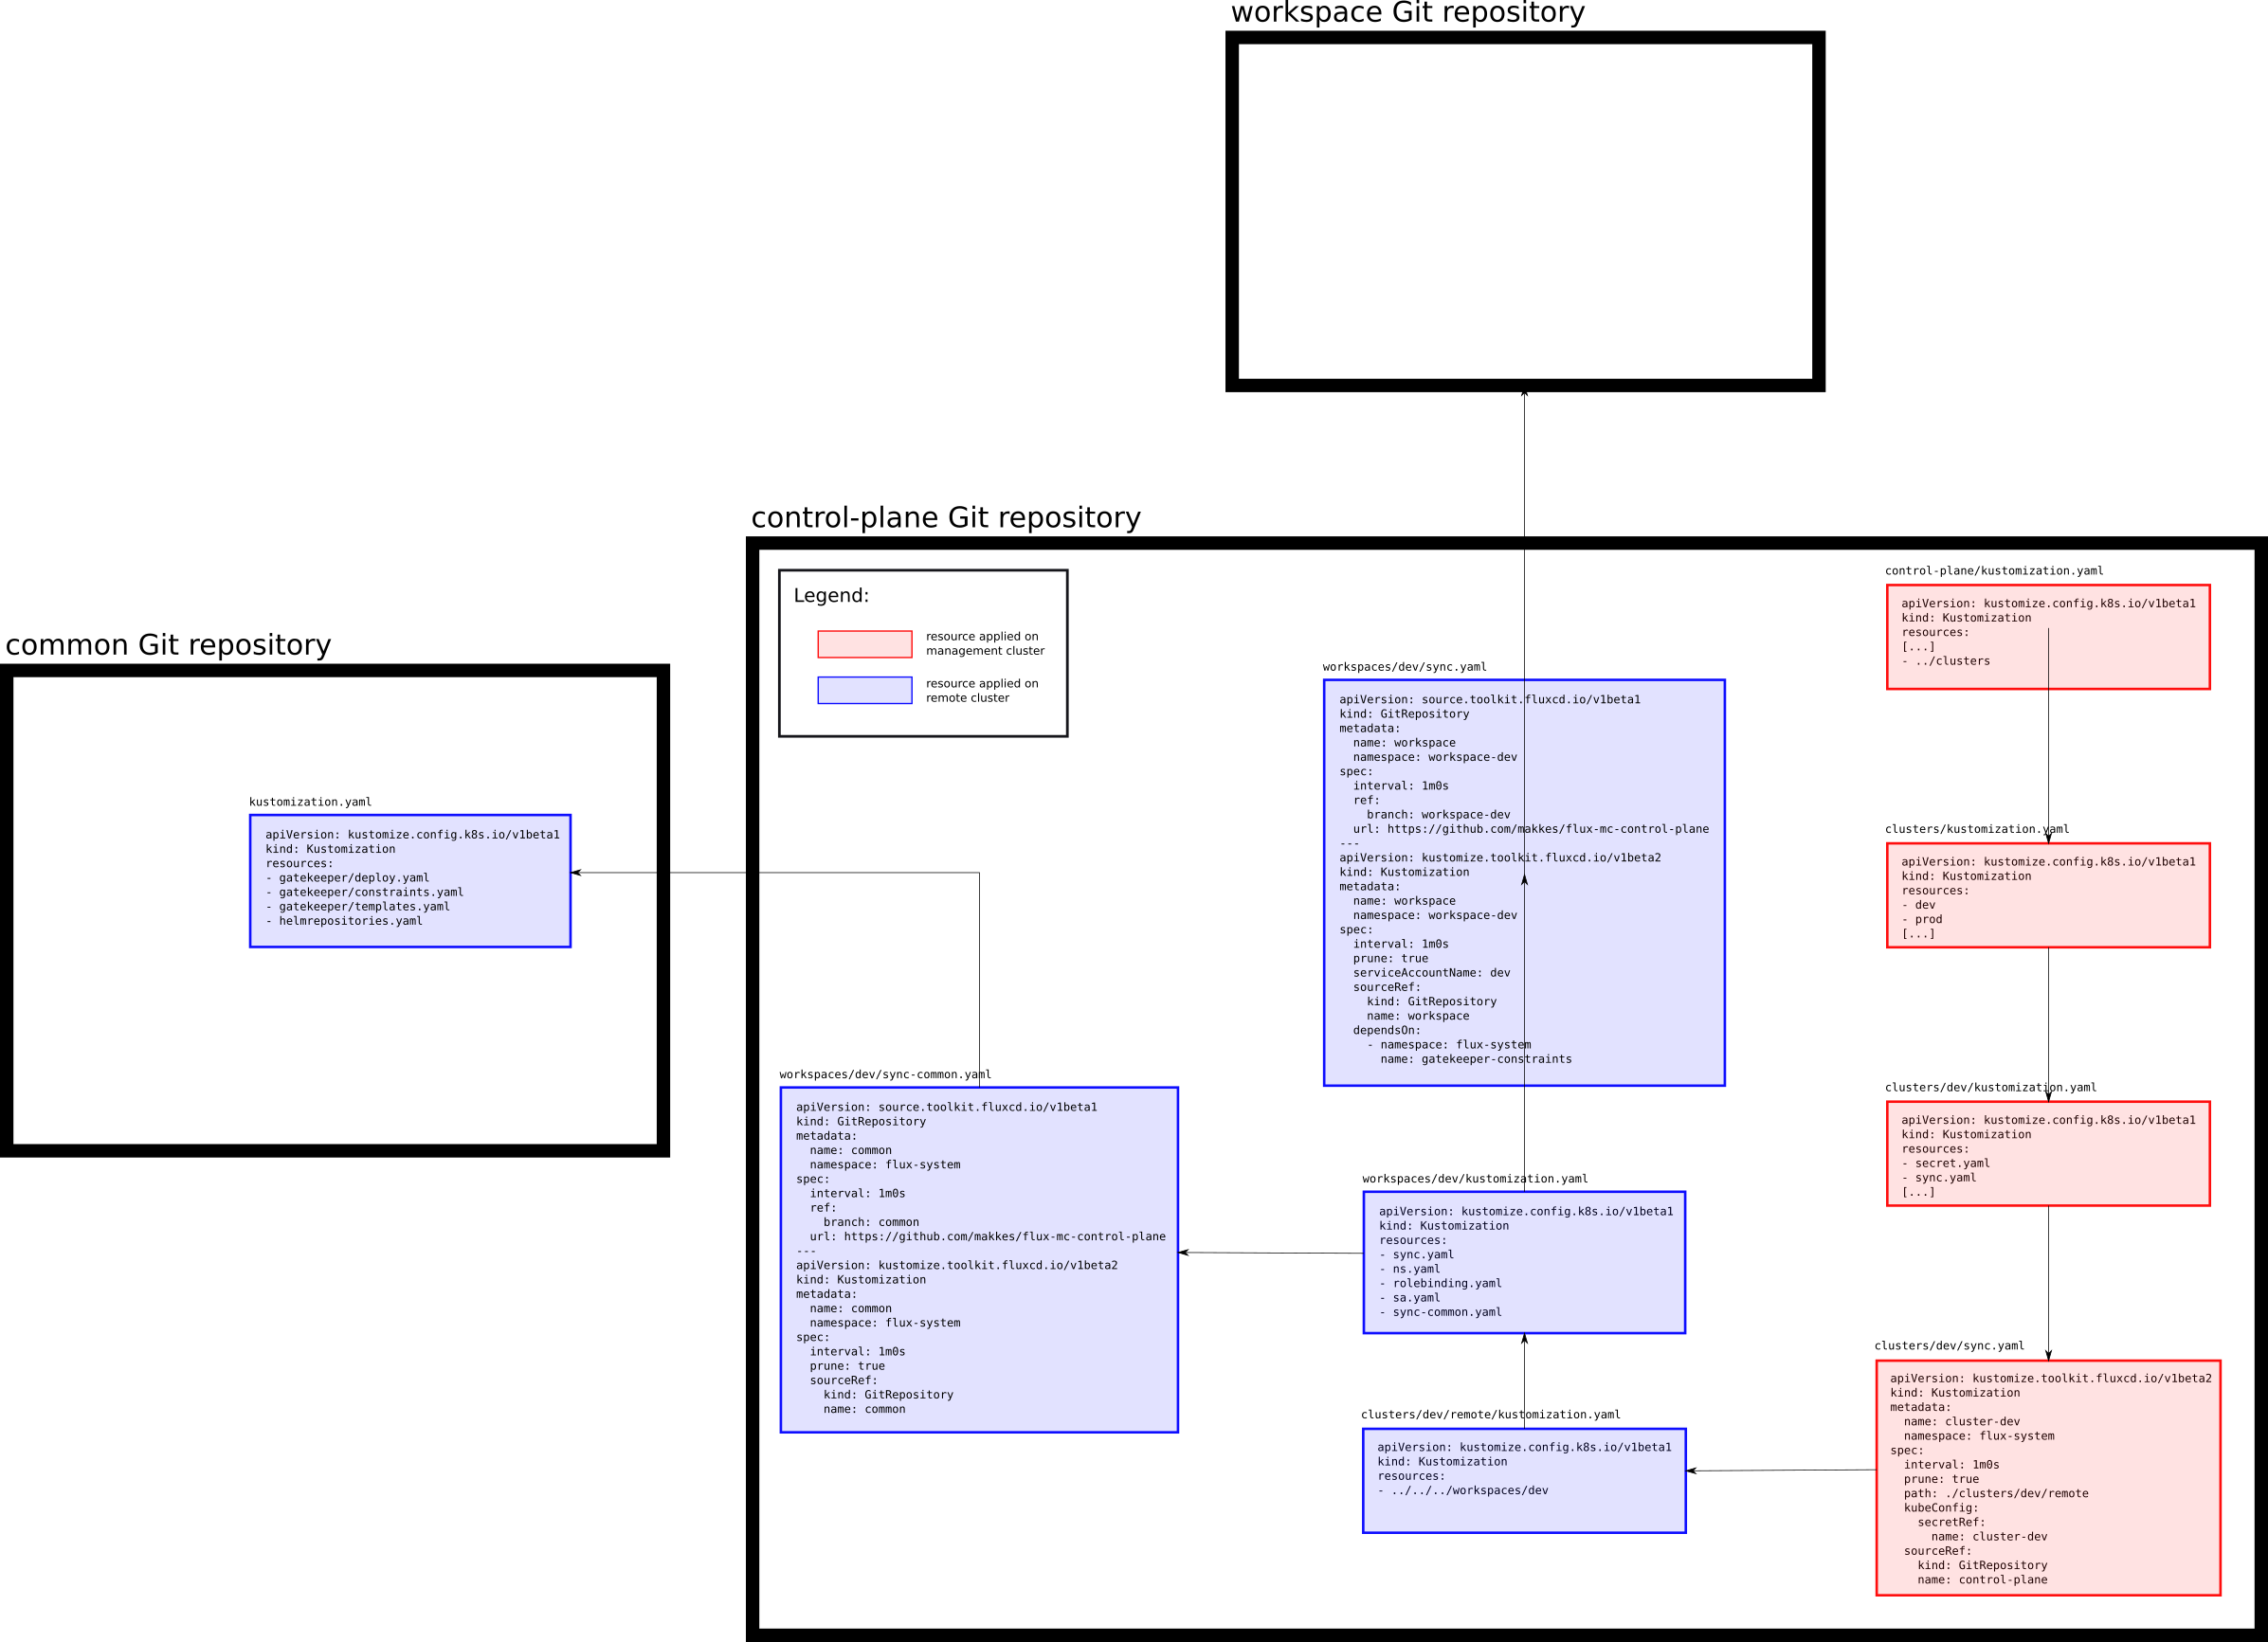 workspace Git repository
control-plane Git repository
Legend:
resource applied on
management cluster
resource applied on
remote cluster
common Git repository
kustomization.yaml
apiVersion: kustomize.config.k8s.io/v1beta1
kind: Kustomization
resources:
- gatekeeper/deploy.yaml
- gatekeeper/constraints.yaml
- gatekeeper/templates.yaml
- helmrepositories.yaml
workspaces/dev/sync-common.yaml
apiVersion: source.toolkit.fluxcd.io/v1beta1
kind: GitRepository
metadata:
  name: common
  namespace: flux-system
spec:
  interval: 1m0s
  ref:
    branch: common
  url: https://github.com/makkes/flux-mc-control-plane
---
apiVersion: kustomize.toolkit.fluxcd.io/v1beta2
kind: Kustomization
metadata:
  name: common
  namespace: flux-system
spec:
  interval: 1m0s
  prune: true
  sourceRef:
    kind: GitRepository
    name: common
workspaces/dev/sync.yaml
apiVersion: source.toolkit.fluxcd.io/v1beta1
kind: GitRepository
metadata:
  name: workspace
  namespace: workspace-dev
spec:
  interval: 1m0s
  ref:
    branch: workspace-dev
  url: https://github.com/makkes/flux-mc-control-plane
---
apiVersion: kustomize.toolkit.fluxcd.io/v1beta2
kind: Kustomization
metadata:
  name: workspace
  namespace: workspace-dev
spec:
  interval: 1m0s
  prune: true
  serviceAccountName: dev
  sourceRef:
    kind: GitRepository
    name: workspace
  dependsOn:
    - namespace: flux-system
      name: gatekeeper-constraints
workspaces/dev/kustomization.yaml
apiVersion: kustomize.config.k8s.io/v1beta1
kind: Kustomization
resources:
- sync.yaml
- ns.yaml
- rolebinding.yaml
- sa.yaml
- sync-common.yaml
clusters/dev/remote/kustomization.yaml
apiVersion: kustomize.config.k8s.io/v1beta1
kind: Kustomization
resources:
- ../../../workspaces/dev
control-plane/kustomization.yaml
apiVersion: kustomize.config.k8s.io/v1beta1
kind: Kustomization
resources:
[...]
- ../clusters
clusters/kustomization.yaml
apiVersion: kustomize.config.k8s.io/v1beta1
kind: Kustomization
resources:
- dev
- prod
[...]
clusters/dev/kustomization.yaml
apiVersion: kustomize.config.k8s.io/v1beta1
kind: Kustomization
resources:
- secret.yaml
- sync.yaml
[...]
clusters/dev/sync.yaml
apiVersion: kustomize.toolkit.fluxcd.io/v1beta2
kind: Kustomization
metadata:
  name: cluster-dev
  namespace: flux-system
spec:
  interval: 1m0s
  prune: true
  path: ./clusters/dev/remote
  kubeConfig:
    secretRef:
      name: cluster-dev
  sourceRef:
    kind: GitRepository
    name: control-plane